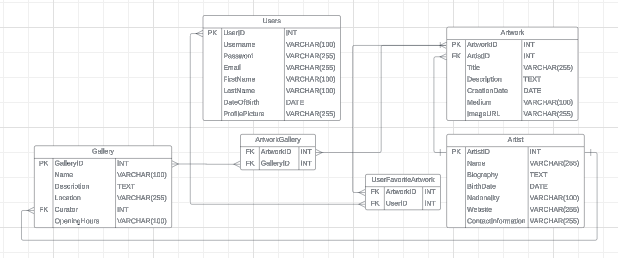 Users
PK UserID INT
Username VARCHAR(100)
Password VARCHAR(255)
Email VARCHAR(255)
FirstName VARCHAR(100)
LastName VARCHAR(100)
DateOfBirth DATE
ProfilePicture VARCHAR(255)
Artwork
PK ArtworkID INT
FK ArtistID INT
Title VARCHAR(255)
Description TEXT
CreationDate DATE
Medium VARCHAR(100)
ImageURL VARCHAR(255)
ArtworkGallery
FK ArtworkID INT
FK GalleryID INT
Gallery
PK GalleryID INT
Name VARCHAR(100)
Description TEXT
Location VARCHAR(255)
FK Curator INT
OpeningHours VARCHAR(100)
UserFavoriteArtwork
FK ArtworkID INT
FK UserID INT
Artist
PK ArtistID INT
Name VARCHAR(255)
Biography TEXT
BirthDate DATE
Nationality VARCHAR(100)
Website VARCHAR(255)
ContactInformation VARCHAR(255)